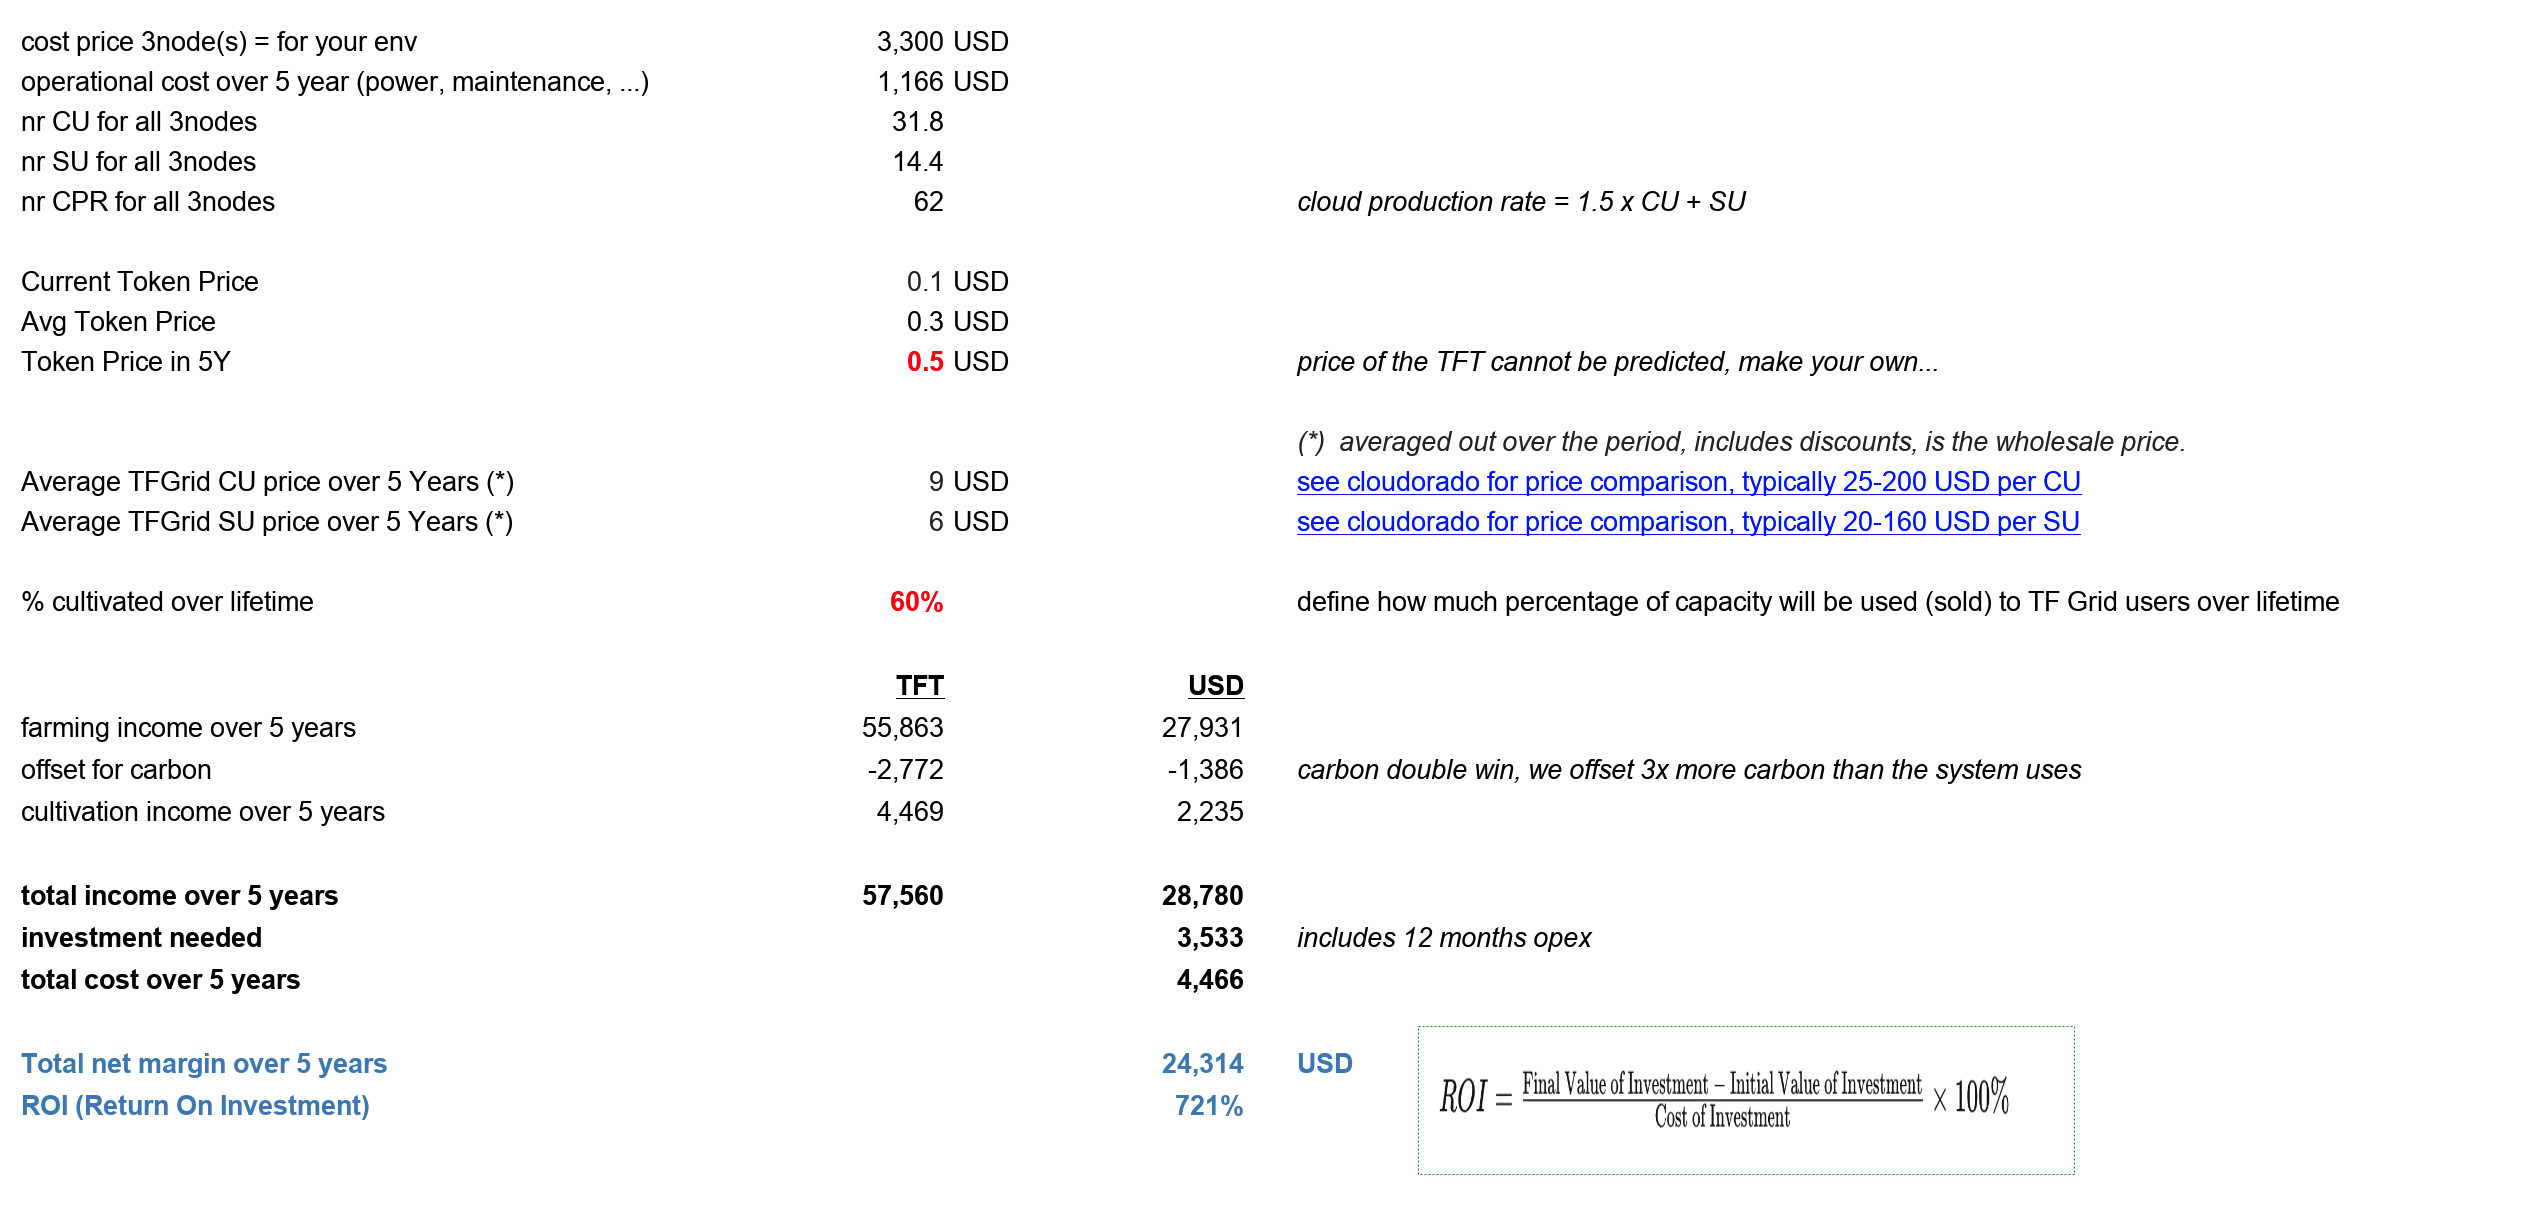 cost price 3node(s) = for your env 3,300 USD
operational cost over 5 year (power, maintenance, ...) 1,166 USD
nr CU for all 3nodes 31.8
nr SU for all 3nodes 14.4
nr CPR for all 3nodes 62 cloud production rate = 1.5 x CU + SU
Current Token Price 0.1 USD
Avg Token Price 0.3 USD
Token Price in 5Y 0.5 USD price of the TFT cannot be predicted, make your own...
(*) averaged out over the period, includes discounts, is the wholesale price.
Average TFGrid CU price over 5 Years (*) 9 USD see cloudorado for price comparison, typically 25-200 USD per CU
Average TFGrid SU price over 5 Years (*) 6 USD see cloudorado for price comparison, typically 20-160 USD per SU
% cultivated over lifetime 60% define how much percentage of capacity will be used (sold) to TF Grid users over lifetime
TFT USD
farming income over 5 years 55,863 27,931
offset for carbon -2,772 -1,386 carbon double win, we offset 3x more carbon than the system uses
cultivation income over 5 years 4,469 2,235
total income over 5 years 57,560 28,780
investment needed 3,533 includes 12 months opex
total cost over 5 years 4,466
Total net margin over 5 years 24,314 USD
ROI (Return On Investment) 721%
Final Value of Investment − Initial Value of Investment
ROI = × 100%
Cost of Investment